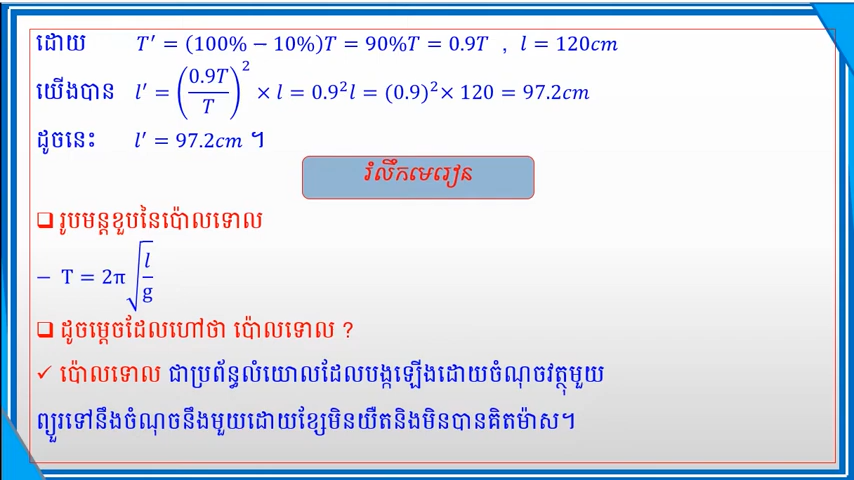 ដោយ T′ = (100% − 10%)T = 90%T = 0.9T , l = 120cm
យើងបាន l′ = (0.9T/T)² × l = 0.9²l = (0.9)² × 120 = 97.2cm
ដូចនេះ l′ = 97.2cm ។
រំលឹកមេរៀន
❑ រូបមន្តខួបនៃប៉ោលទោល
− T = 2π√(l/g)
❑ ដូចម្ដេចដែលហៅថា ប៉ោលទោល ?
✓ ប៉ោលទោល ជាប្រព័ន្ធលំយោលដែលបង្កឡើងដោយចំណុចវត្ថុមួយ
ព្យួរទៅនឹងចំណុចនឹងមួយដោយខ្សែមិនយឺតនិងមិនបានគិតម៉ាស។